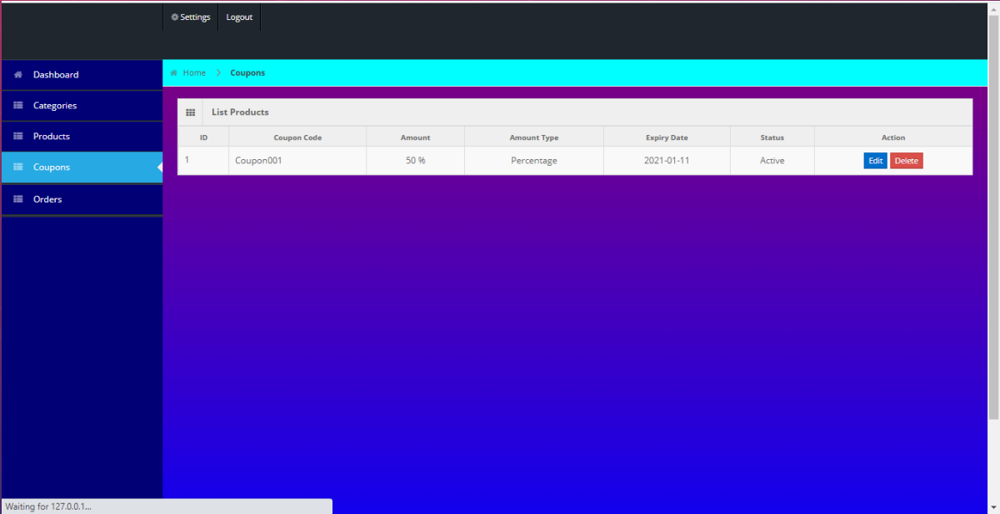 Settings Logout
Dashboard
Home Coupons
Categories
List Products
Products
ID Coupon Code Amount Amount Type Expiry Date Status Action
Coupons
1 Coupon001 50 % Percentage 2021-01-11 Active Edit Delete
Orders
Waiting for 127.0.0.1...